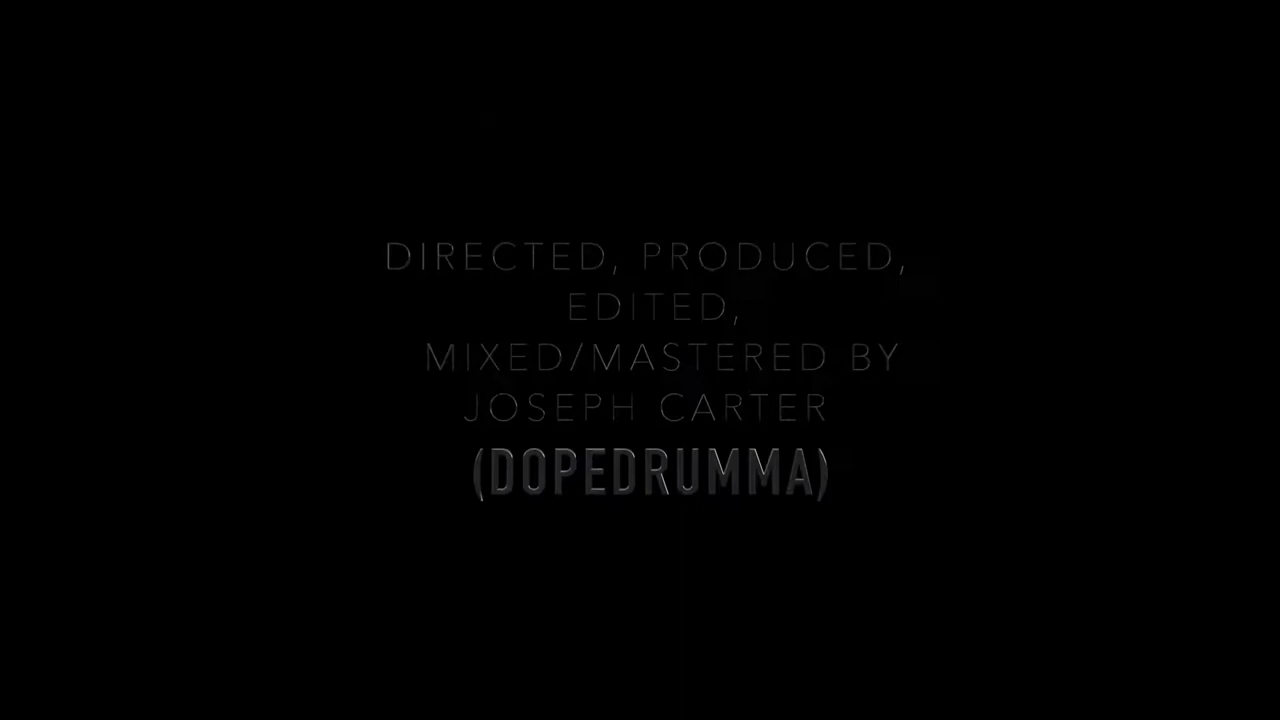 DIRECTED, PRODUCED,
EDITED,
MIXED/MASTERED BY
JOSEPH CARTER
(DOPEDRUMMA)